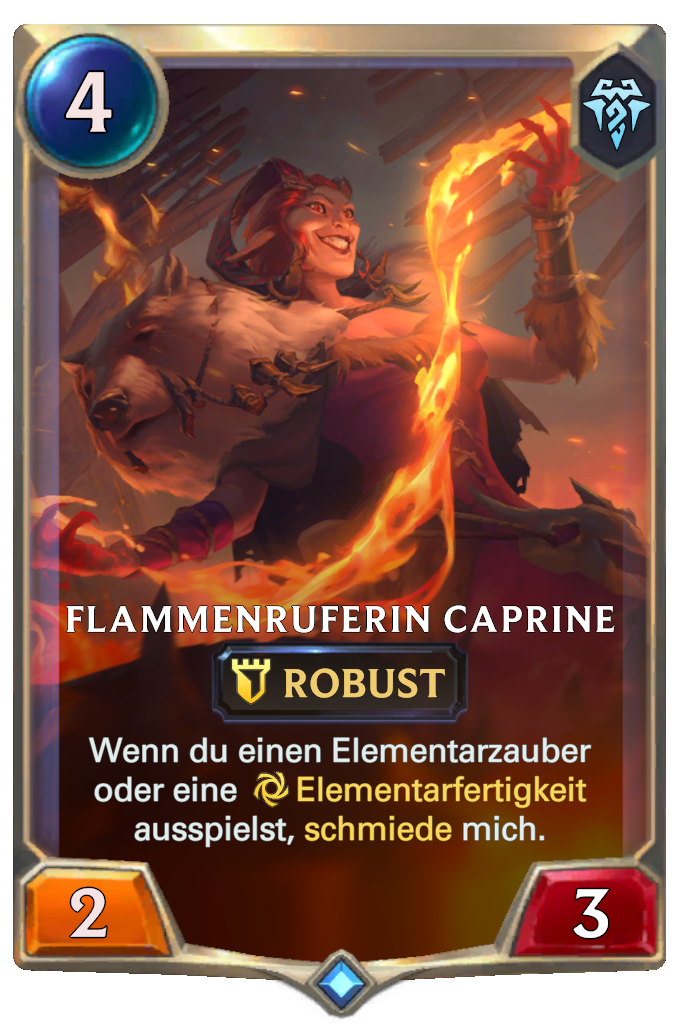 4
FLAMMENRUFERIN CAPRINE
ROBUST
Wenn du einen Elementarzauber
oder eine Elementarfertigkeit
ausspielst, schmiede mich.
2
3